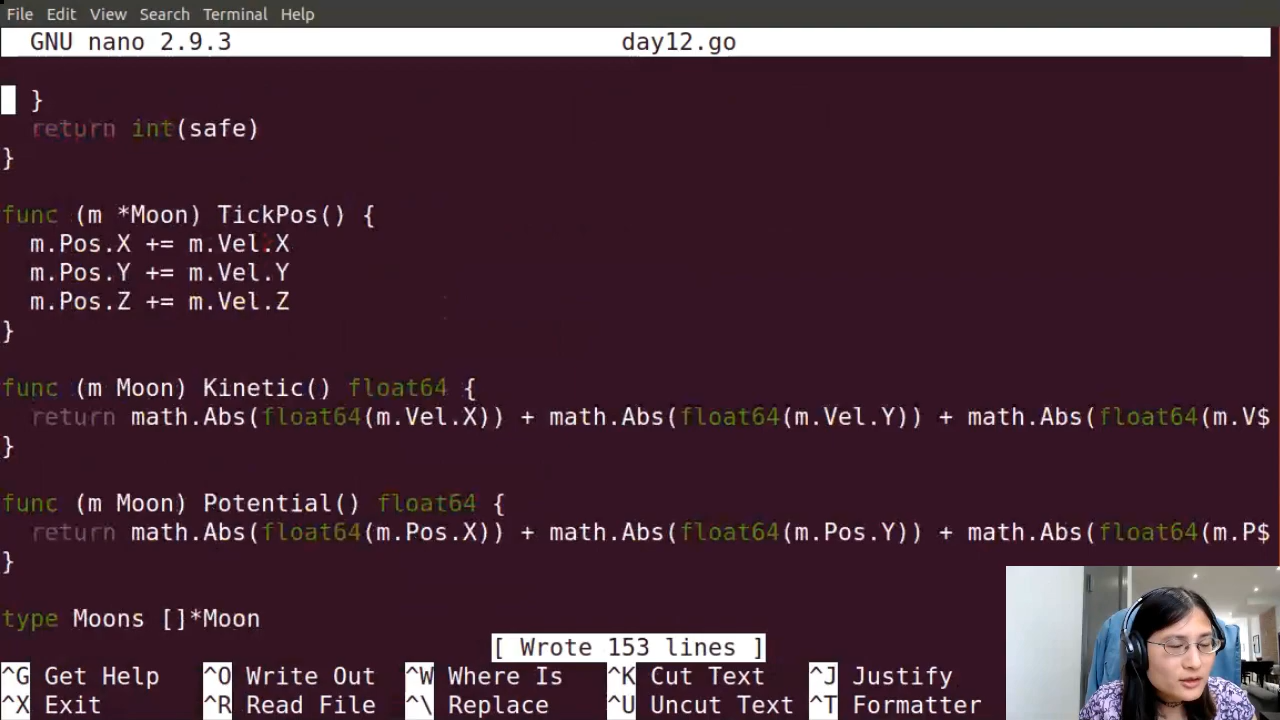 File Edit View Search Terminal Help
GNU nano 2.9.3 day12.go
}
return int(safe)
}
func (m *Moon) TickPos() {
m.Pos.X += m.Vel.X
m.Pos.Y += m.Vel.Y
m.Pos.Z += m.Vel.Z
}
func (m Moon) Kinetic() float64 {
return math.Abs(float64(m.Vel.X)) + math.Abs(float64(m.Vel.Y)) + math.Abs(float64(m.V$
}
func (m Moon) Potential() float64 {
return math.Abs(float64(m.Pos.X)) + math.Abs(float64(m.Pos.Y)) + math.Abs(float64(m.P$
}
type Moons []*Moon
[ Wrote 153 lines ]
^G Get Help ^O Write Out ^W Where Is ^K Cut Text ^J Justify
^X Exit ^R Read File ^\ Replace ^U Uncut Text ^T Formatter